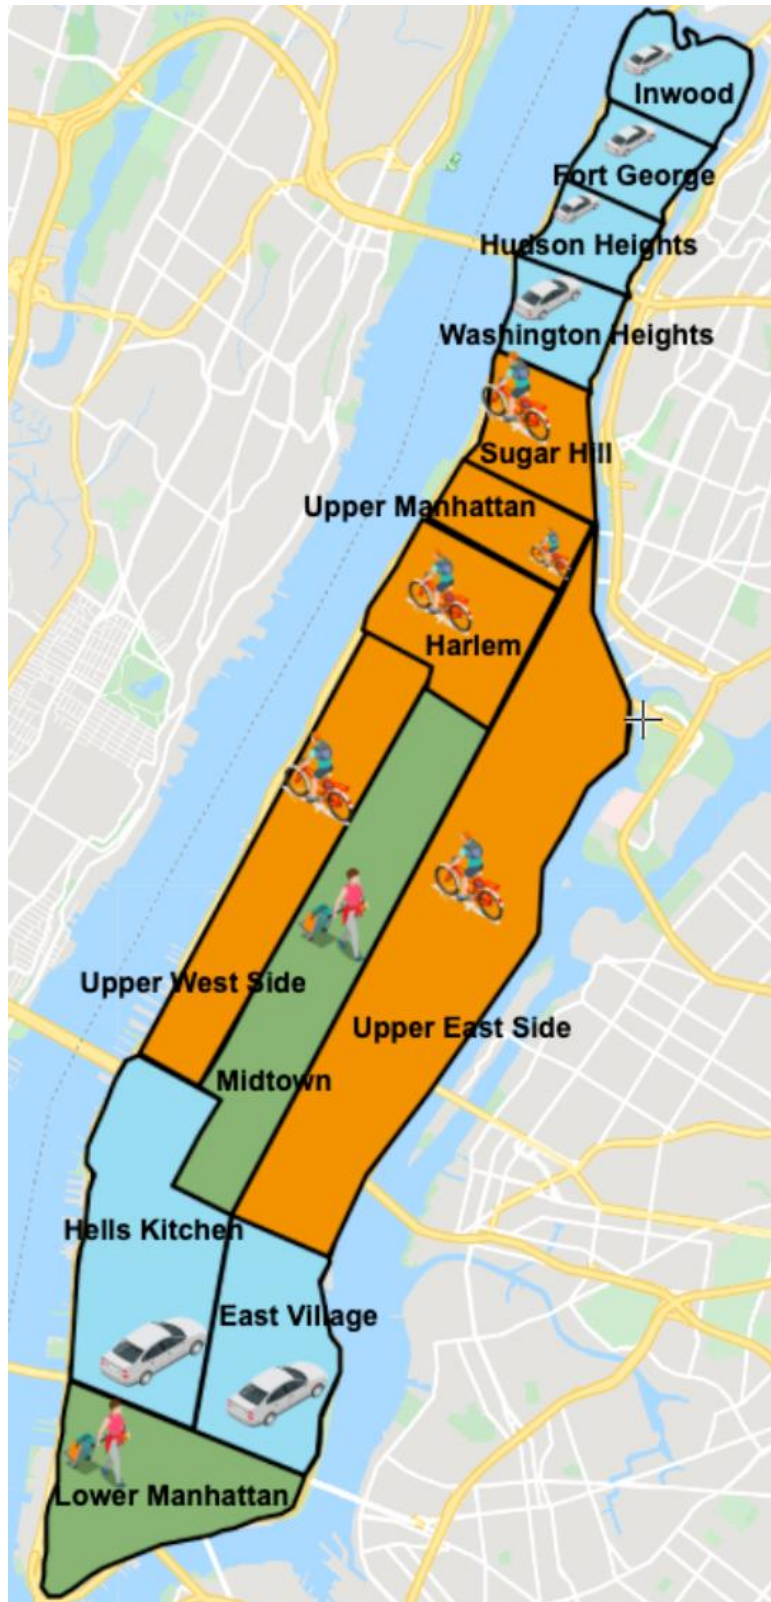 Inwood
Fort George
Hudson Heights
Washington Heights
Sugar Hill
Upper Manhattan
Harlem
Upper West Side
Upper East Side
Midtown
Hells Kitchen
East Village
Lower Manhattan